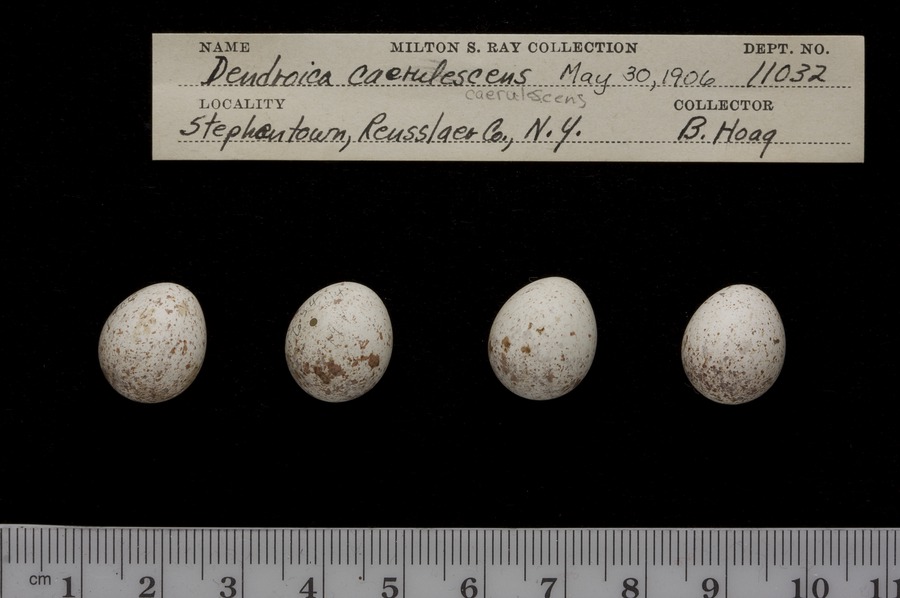 NAME MILTON S. RAY COLLECTION DEPT. NO.
Dendroica caerulescens May 30, 1906 11032
caerulescens
LOCALITY COLLECTOR
Stephentown, Rensslaer Co., N.Y. B. Hoag
cm 1 2 3 4 5 6 7 8 9 10 11